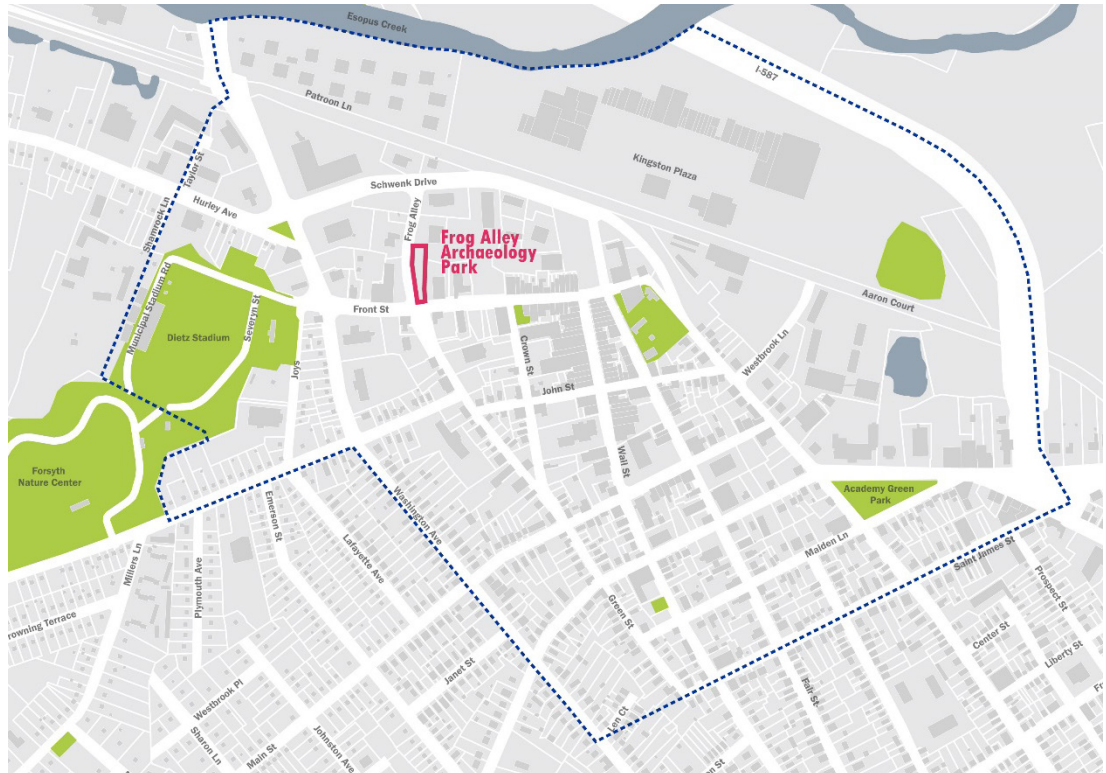 Esopus Creek
I-587
Patroon Ln
Kingston Plaza
Taylor St
Schwenk Drive
Hurley Ave
Frog Alley
Shamrock Ln
Frog Alley
Archaeology
Park
Municipal Stadium Rd
Severyn St
Aaron Court
Front St
Dietz Stadium
Joys
Crown St
Westbrook Ln
John St
Wall St
Forsyth
Nature Center
Academy Green
Park
Emerson St
Washington Ave
Malden Ln
Saint James St
Lafayette Ave
Millers Ln
Plymouth Ave
Prospect St
Green St
rowning Terrace
Center St
Liberty St
Janet St
Westbrook Pl
Fair St
Len Ct
Sharon Ln
Main St
Johnston Ave